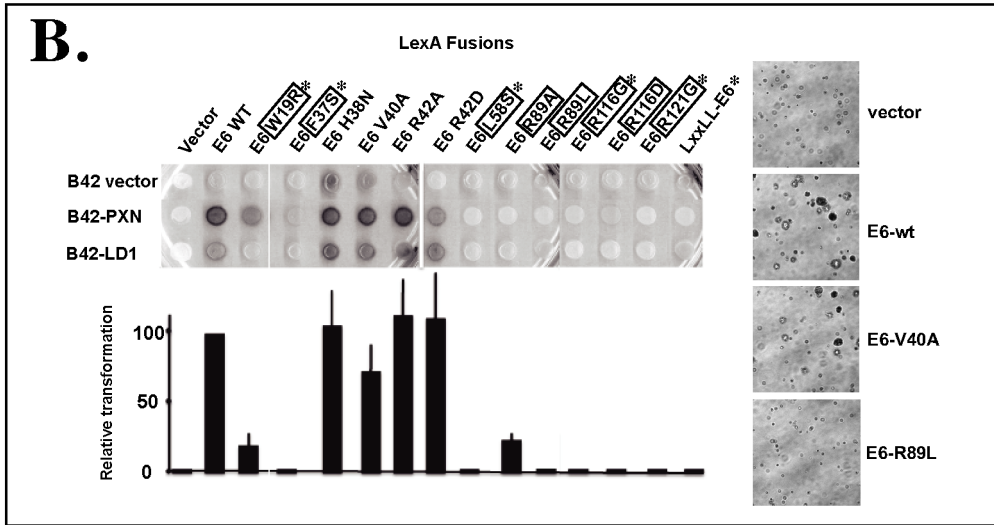 B.
LexA Fusions
Vector
E6 WT
E6 W19R*
E6 F37S*
E6 H38N
E6 V40A
E6 R42A
E6 R42D
E6 L58S*
E6 R89A
E6 R89L
E6 R116G*
E6 R116D
E6 R121G*
LxxLL-E6*
B42 vector
B42-PXN
B42-LD1
Relative transformation
100
50
0
vector
E6-wt
E6-V40A
E6-R89L